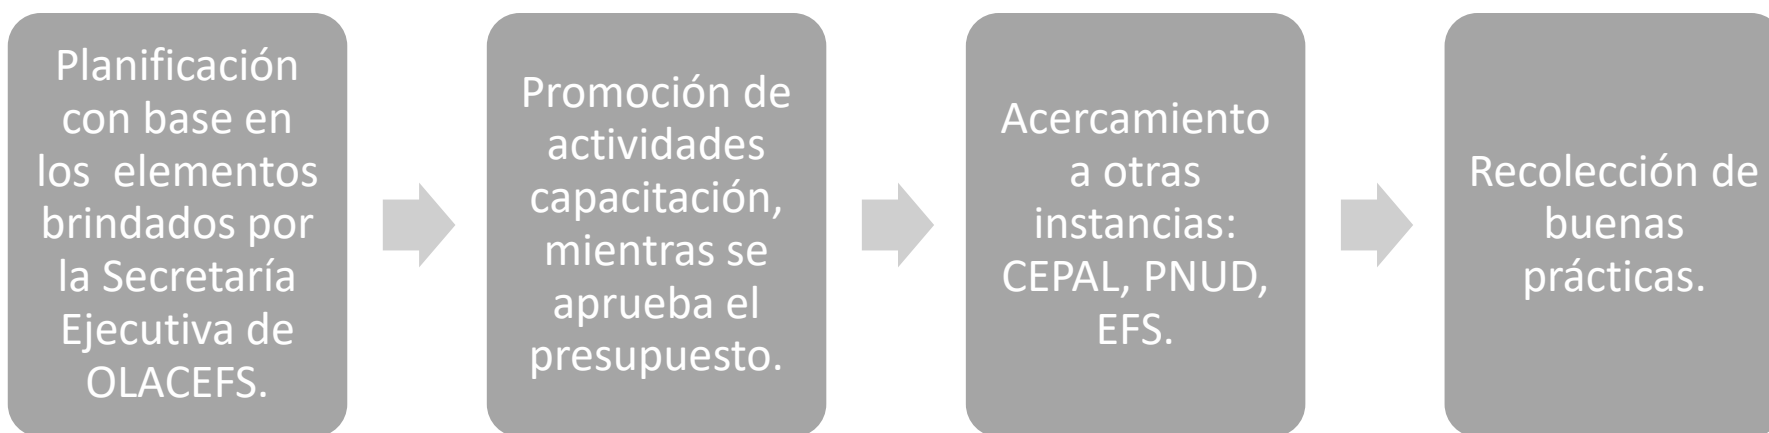 Planificación
con base en
los  elementos
brindados por
la Secretaría
Ejecutiva de
OLACEFS.
Promoción de
actividades
capacitación,
mientras se
aprueba el
presupuesto.
Acercamiento
a otras
instancias:
CEPAL, PNUD,
EFS.
Recolección de
buenas
prácticas.